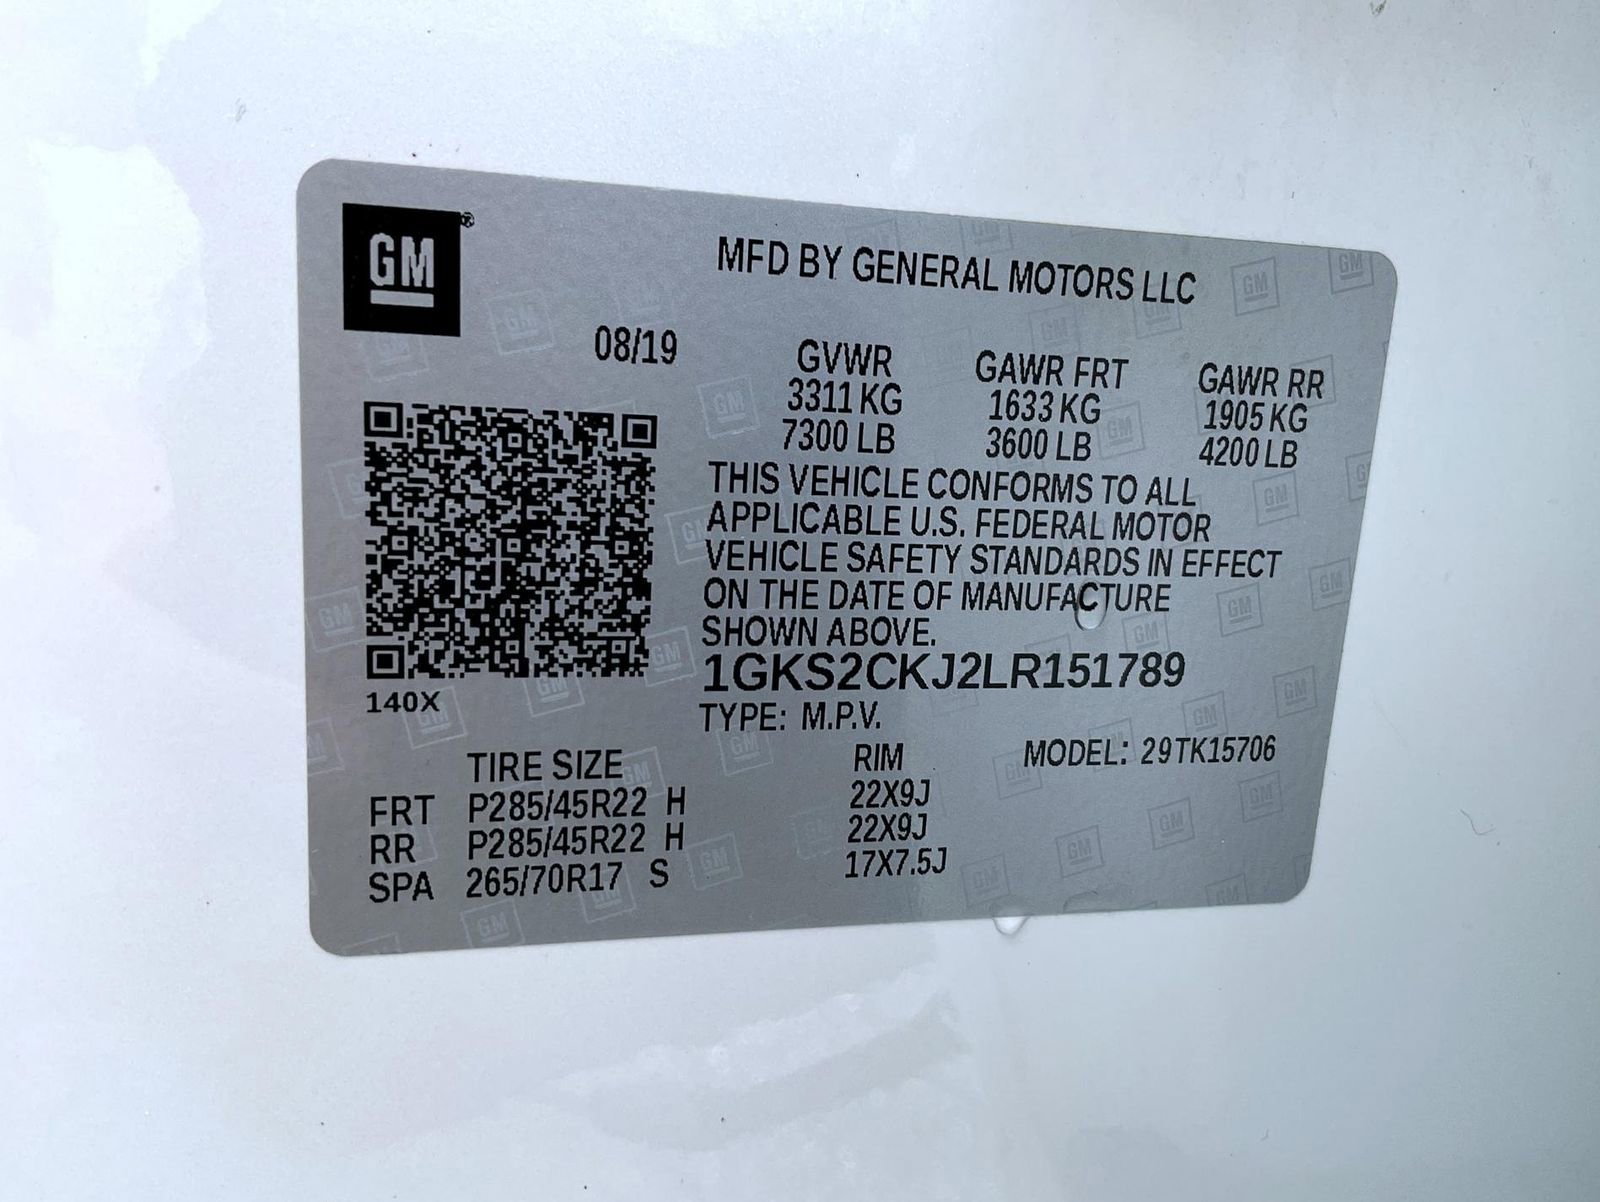 GM®
MFD BY GENERAL MOTORS LLC
08/19
GVWR GAWR FRT GAWR RR
3311 KG 1633 KG 1905 KG
7300 LB 3600 LB 4200 LB
THIS VEHICLE CONFORMS TO ALL
APPLICABLE U.S. FEDERAL MOTOR
VEHICLE SAFETY STANDARDS IN EFFECT
ON THE DATE OF MANUFACTURE
SHOWN ABOVE.
1GKS2CKJ2LR151789
140X
TYPE: M.P.V.
TIRE SIZE RIM MODEL: 29TK15706
FRT P285/45R22 H 22X9J
RR P285/45R22 H 22X9J
SPA 265/70R17 S 17X7.5J